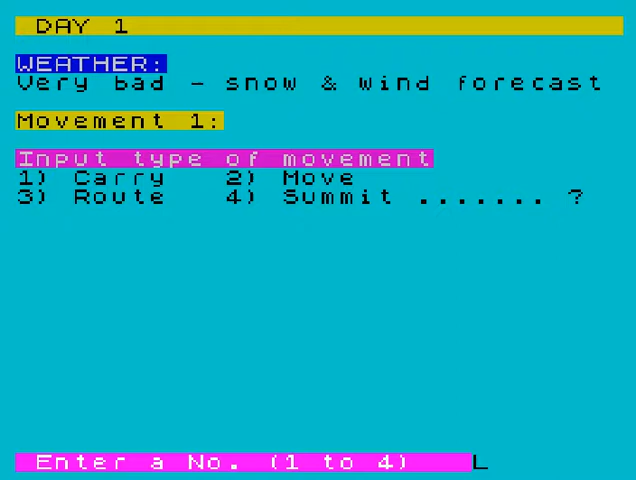 DAY 1
WEATHER:
Very bad - snow & wind forecast
Movement 1:
Input type of movement
1) Carry 2) Move
3) Route 4) Summit ....... ?
Enter a No. (1 to 4) L